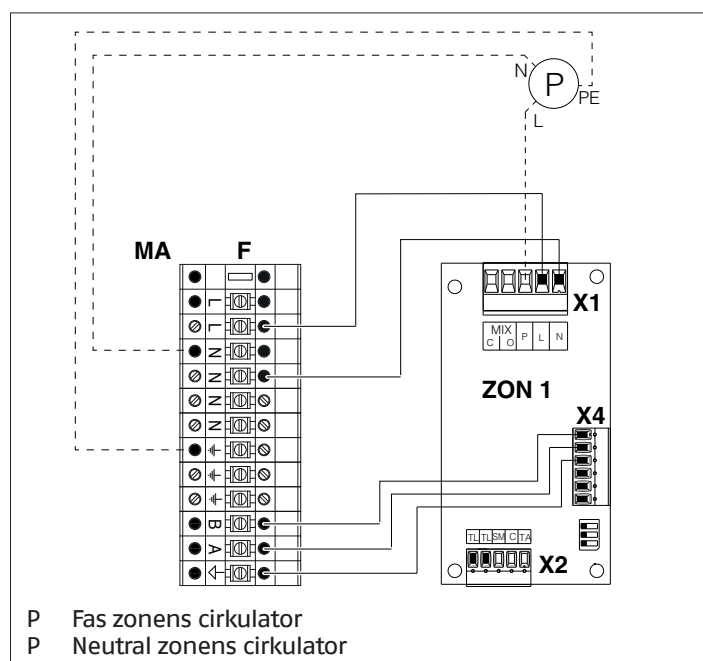 N
P
PE
L
MA F
L
L
N
N
N
N
B
A
X1
MIX
C O P L N
ZON 1
X4
TL TL SM C TA
X2
P Fas zonens cirkulator
P Neutral zonens cirkulator